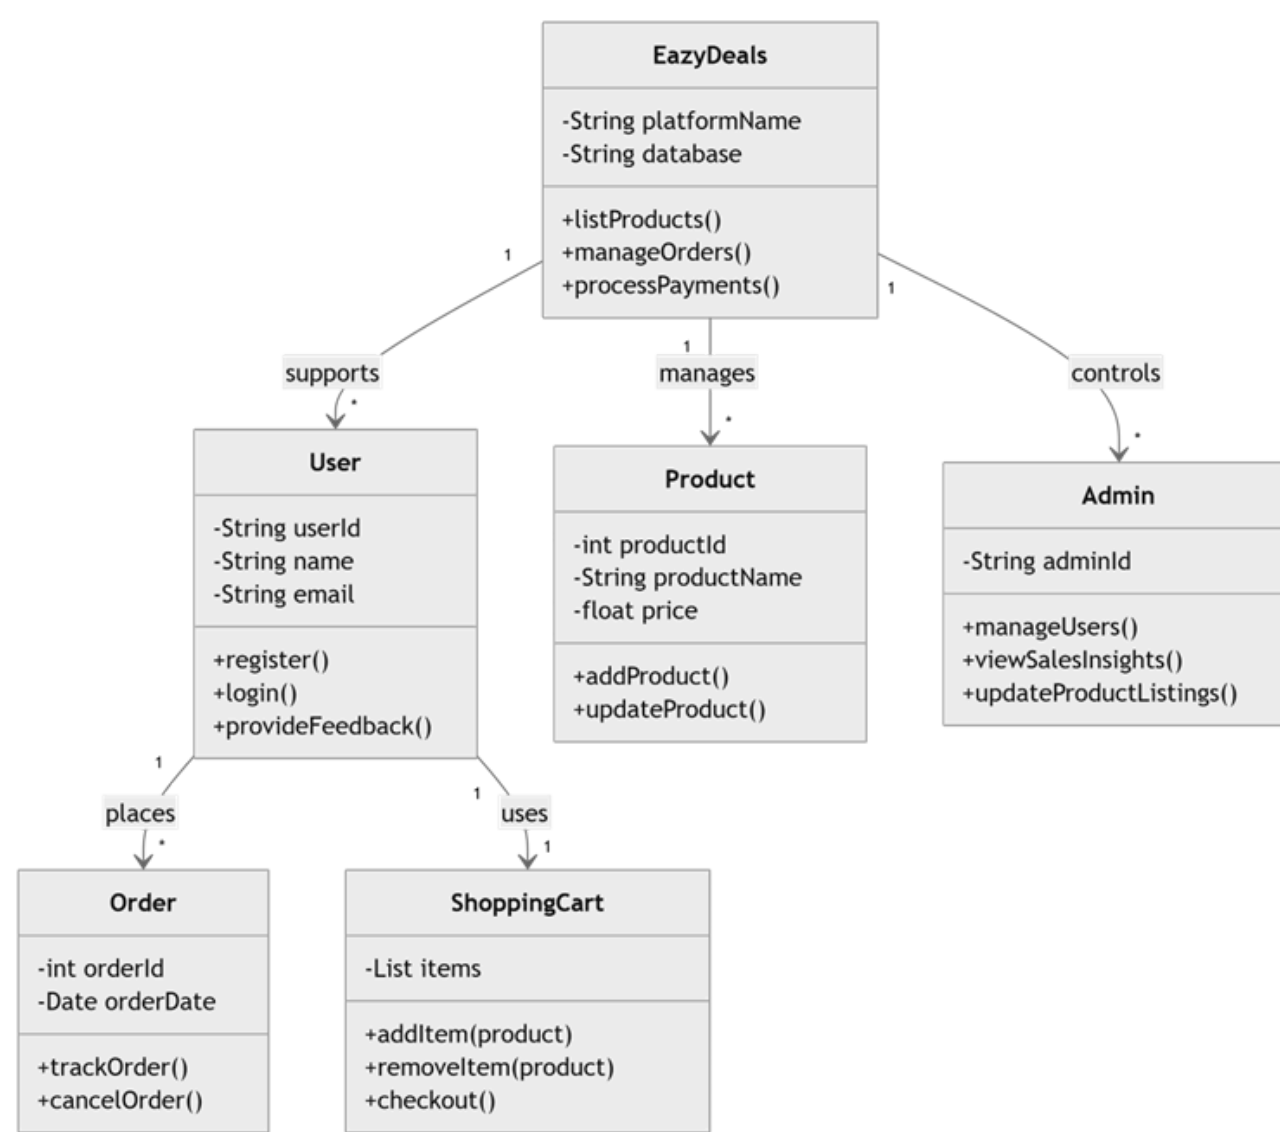 EazyDeals
-String platformName
-String database
+listProducts()
+manageOrders()
+processPayments()
1
1
1
supports
manages
controls
*
*
*
User
-String userId
-String name
-String email
+register()
+login()
+provideFeedback()
Product
-int productId
-String productName
-float price
+addProduct()
+updateProduct()
Admin
-String adminId
+manageUsers()
+viewSalesInsights()
+updateProductListings()
1
1
places
uses
*
1
Order
-int orderId
-Date orderDate
+trackOrder()
+cancelOrder()
ShoppingCart
-List items
+addItem(product)
+removeItem(product)
+checkout()